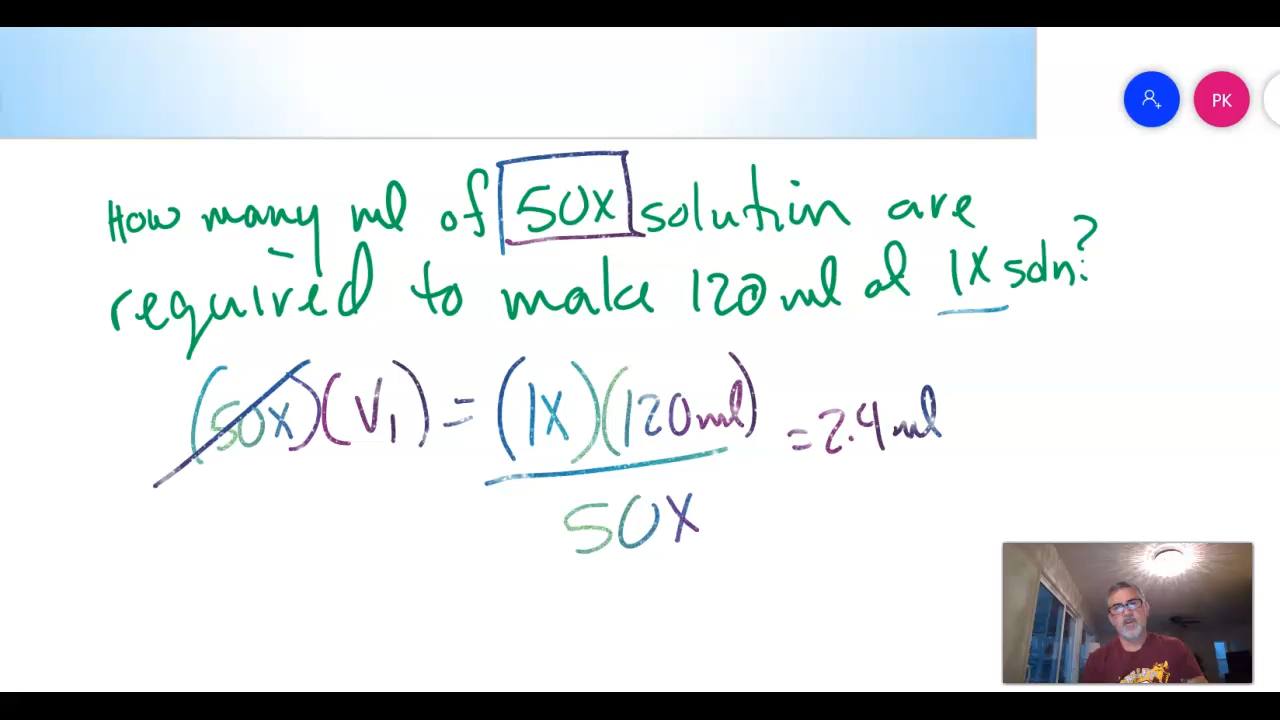 PK
How many ml of 50X solution are
required to make 120 ml of 1X soln?
(50X)(V1) = (1X)(120ml) = 2.4 ml
50X